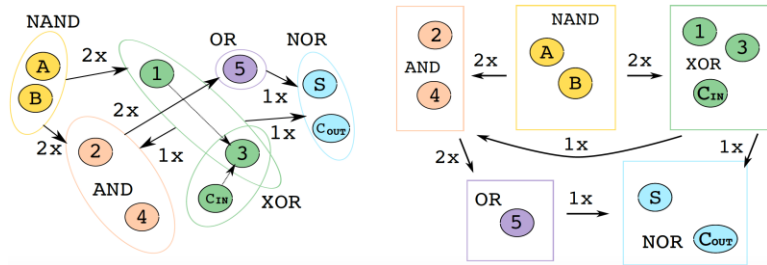 NAND
A
B
2x
2x
1
2x
OR
5
NOR
1x
S
COUT
1x
1x
2
AND
4
3
CIN
XOR
2
AND
4
2x
NAND
A
B
2x
1
3
XOR
CIN
1x
2x
1x
OR
5
1x
S
NOR COUT